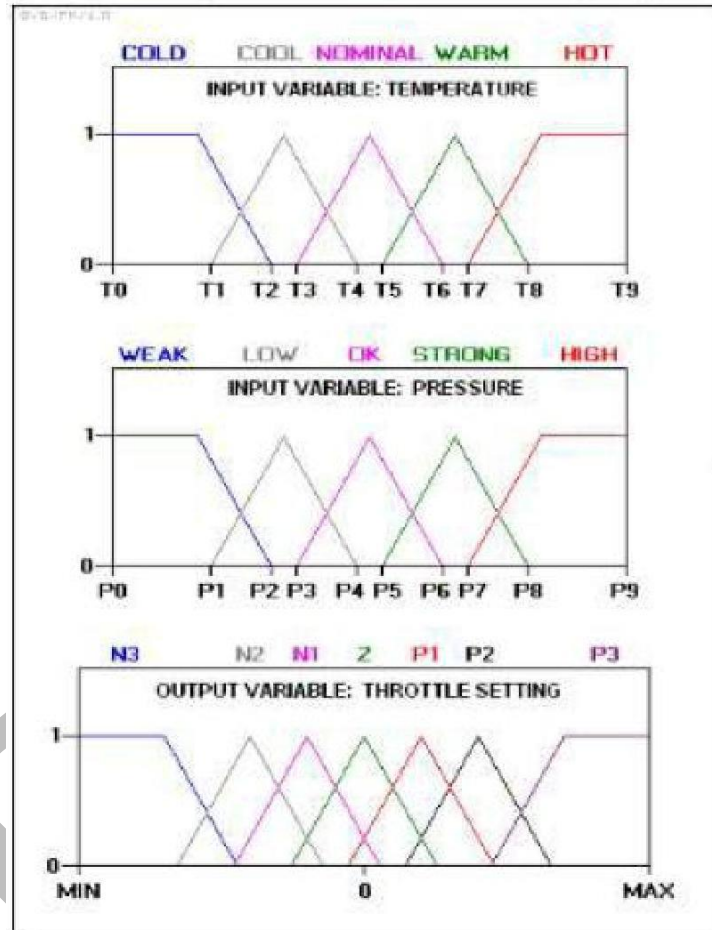 COLD COOL NOMINAL WARM HOT
INPUT VARIABLE: TEMPERATURE
1
0
T0 T1 T2 T3 T4 T5 T6 T7 T8 T9
WEAK LOW OK STRONG HIGH
INPUT VARIABLE: PRESSURE
1
0
P0 P1 P2 P3 P4 P5 P6 P7 P8 P9
N3 N2 N1 Z P1 P2 P3
OUTPUT VARIABLE: THROTTLE SETTING
1
0
MIN 0 MAX